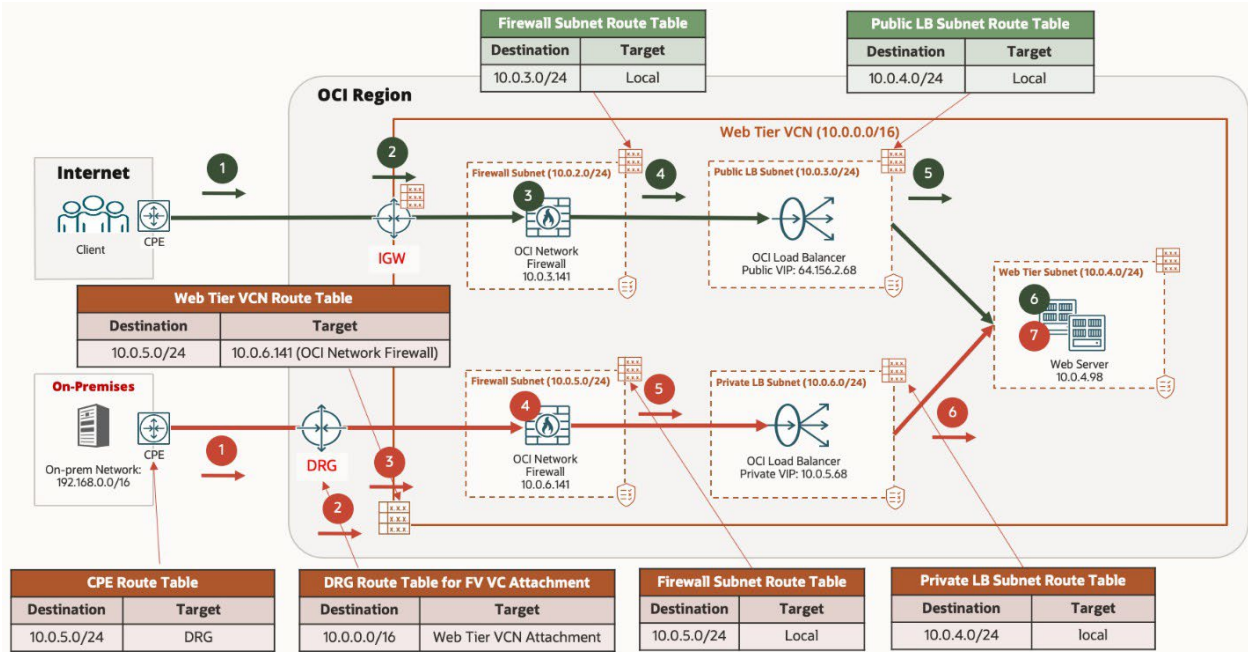 Firewall Subnet Route Table
Destination Target
10.0.3.0/24 Local
Public LB Subnet Route Table
Destination Target
10.0.4.0/24 Local
OCI Region
Web Tier VCN (10.0.0.0/16)
Internet
Client
CPE
1
2
IGW
Firewall Subnet (10.0.2.0/24)
3
OCI Network
Firewall
10.0.3.141
4
Public LB Subnet (10.0.3.0/24)
OCI Load Balancer
Public VIP: 64.156.2.68
5
Web Tier Subnet (10.0.4.0/24)
6
7
Web Server
10.0.4.98
Web Tier VCN Route Table
Destination Target
10.0.5.0/24 10.0.6.141 (OCI Network Firewall)
On-Premises
On-prem Network:
192.168.0.0/16
CPE
1
DRG
2
3
Firewall Subnet (10.0.5.0/24)
4
OCI Network
Firewall
10.0.6.141
5
Private LB Subnet (10.0.6.0/24)
OCI Load Balancer
Private VIP: 10.0.5.68
6
CPE Route Table
Destination Target
10.0.5.0/24 DRG
DRG Route Table for FV VC Attachment
Destination Target
10.0.0.0/16 Web Tier VCN Attachment
Firewall Subnet Route Table
Destination Target
10.0.5.0/24 Local
Private LB Subnet Route Table
Destination Target
10.0.4.0/24 local